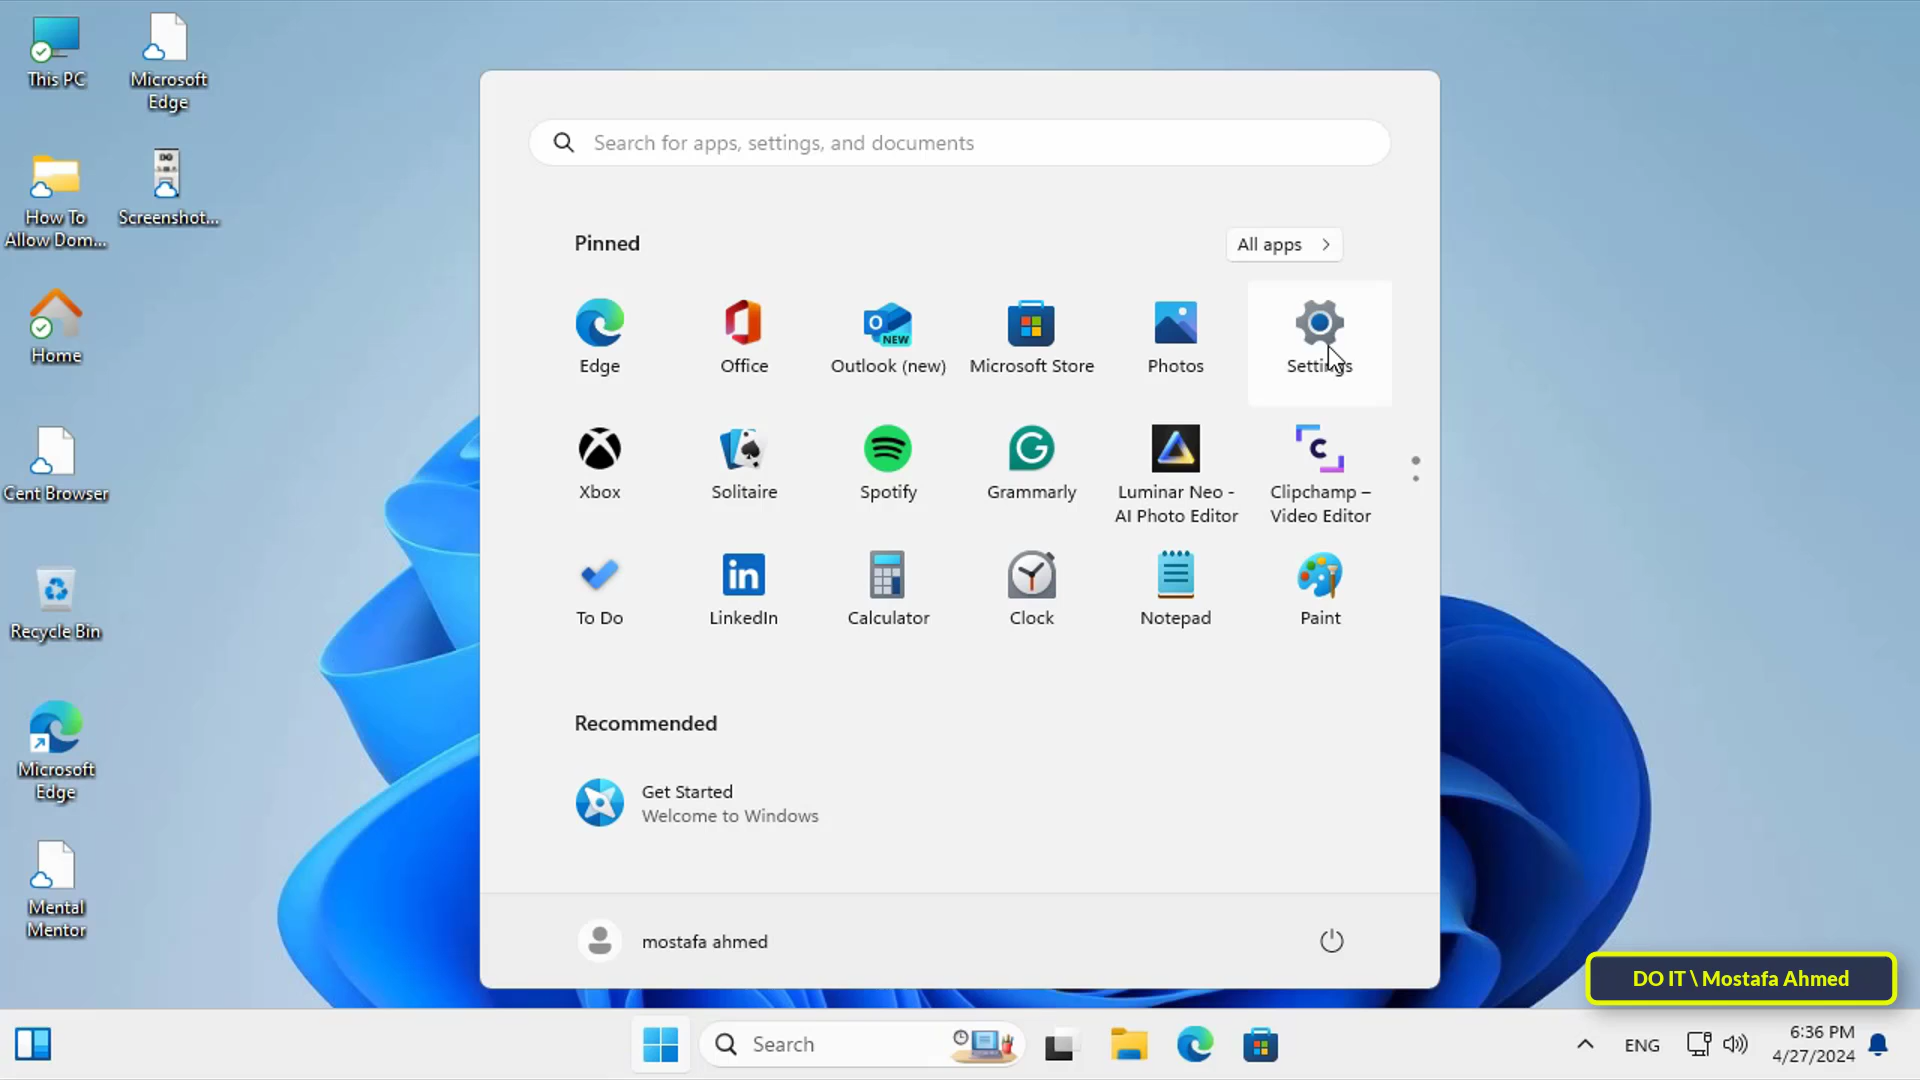 This PC
Microsoft
Edge
How To
Allow Dom...
Screenshot...
Home
Cent Browser
Recycle Bin
Microsoft
Edge
Mental
Mentor
Search for apps, settings, and documents
Pinned
All apps
Edge
Office
Outlook (new)
Microsoft Store
Photos
Settings
Xbox
Solitaire
Spotify
Grammarly
Luminar Neo -
AI Photo Editor
Clipchamp –
Video Editor
To Do
LinkedIn
Calculator
Clock
Notepad
Paint
Recommended
Get Started
Welcome to Windows
mostafa ahmed
DO IT \ Mostafa Ahmed
Search
ENG
6:36 PM
4/27/2024